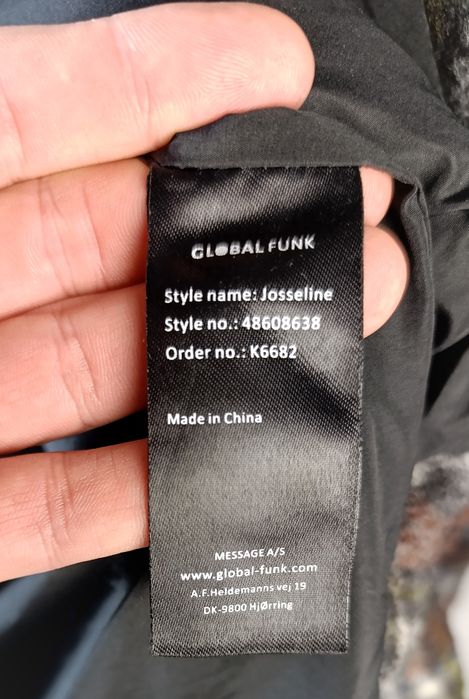 GLOBAL FUNK
Style name: Josseline
Style no.: 48608638
Order no.: K6682
Made in China
MESSAGE A/S
www.global-funk.com
A.F.Heldemanns vej 19
DK-9800 HjØrring